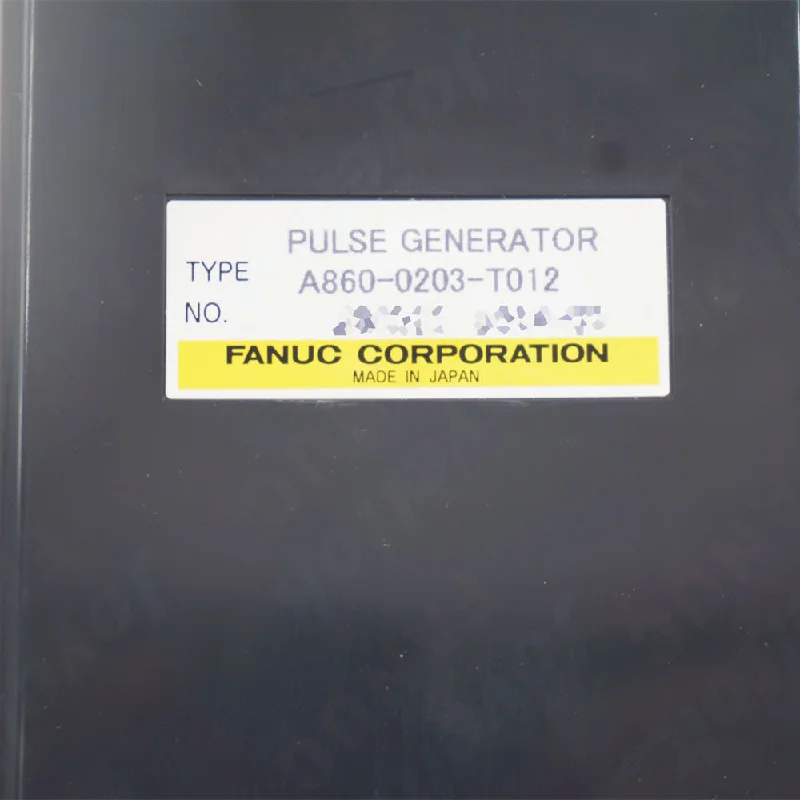 PULSE GENERATOR
TYPE A860-0203-T012
NO.
FANUC CORPORATION
MADE IN JAPAN